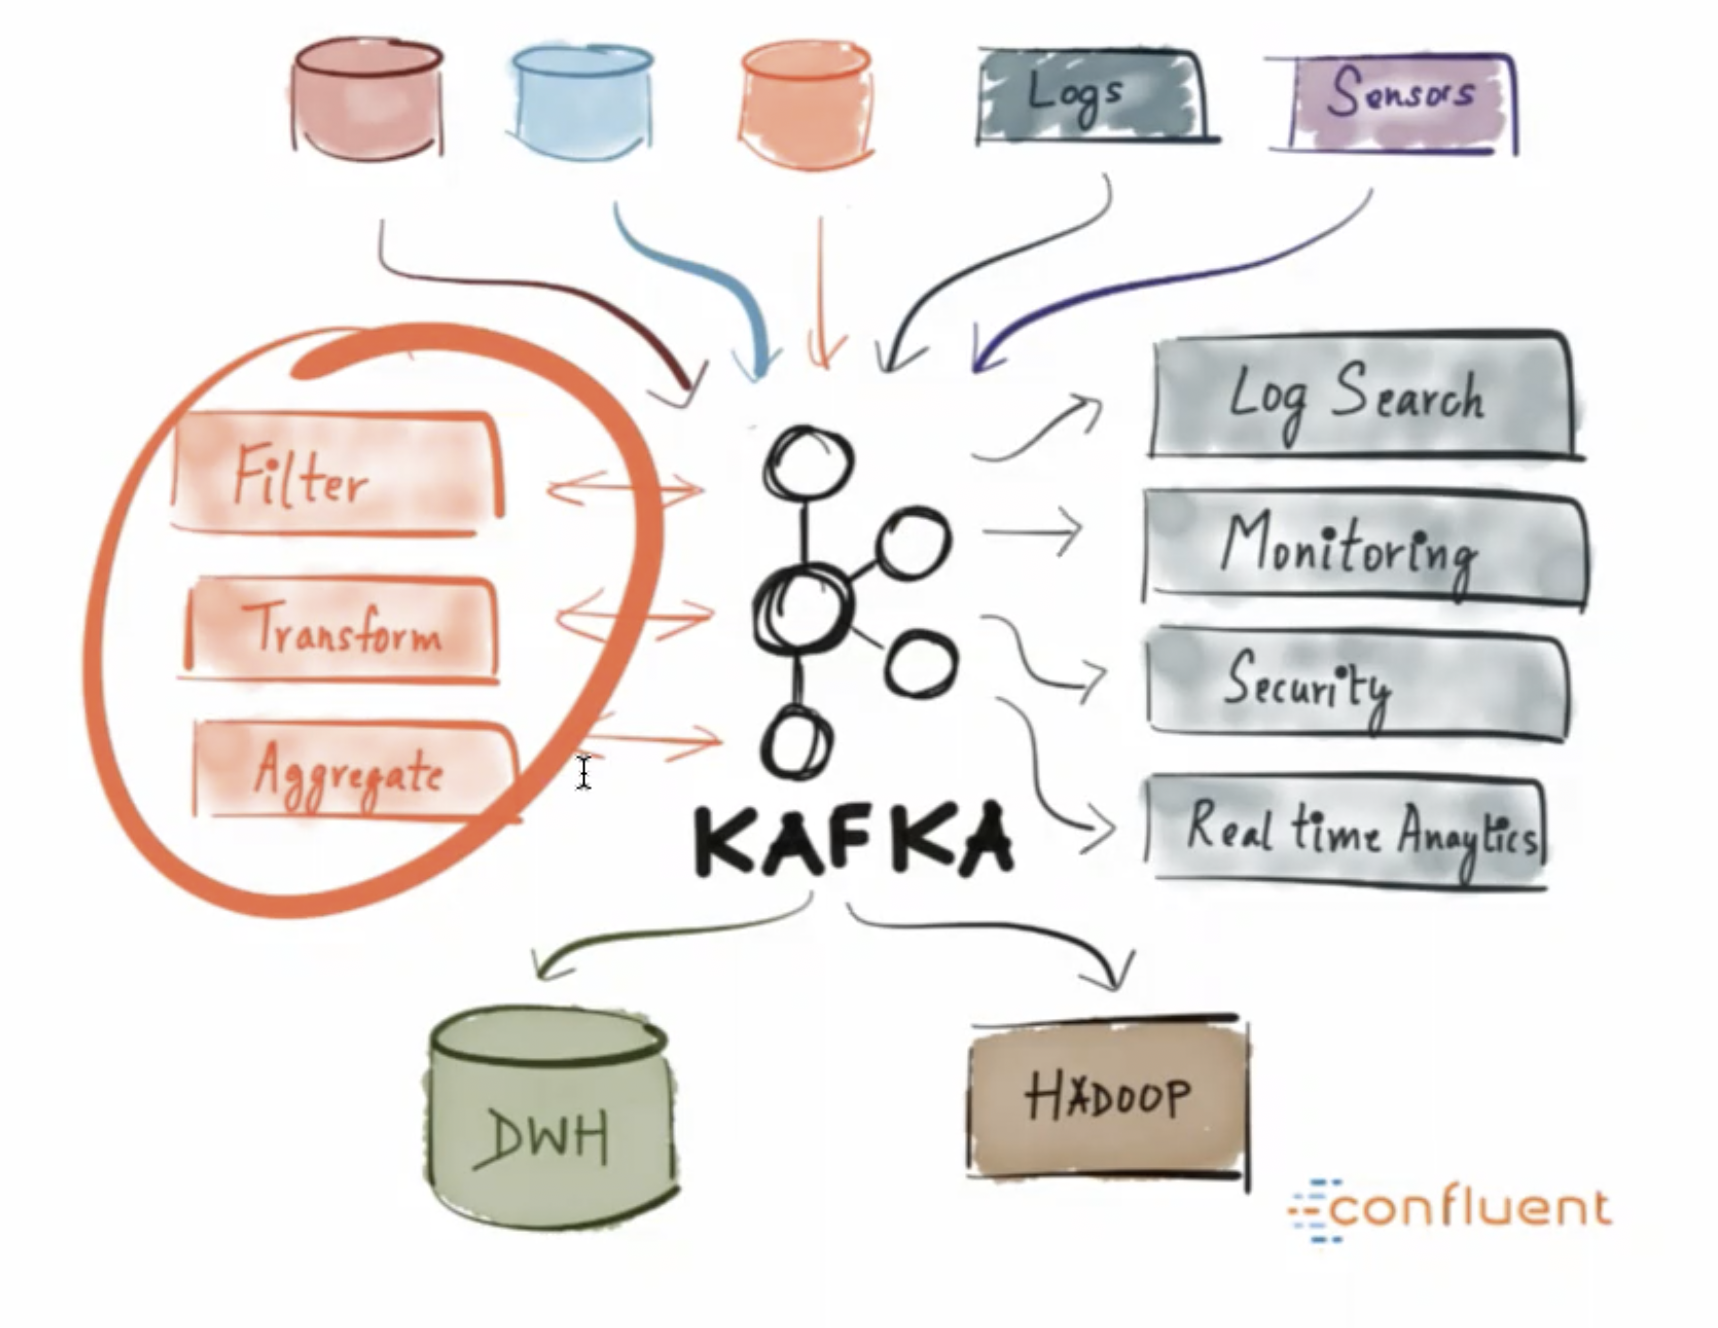 Logs
Sensors
Filter
Transform
Aggregate
KAFKA
Log Search
Monitoring
Security
Real time Anaytics
DWH
HADOOP
confluent